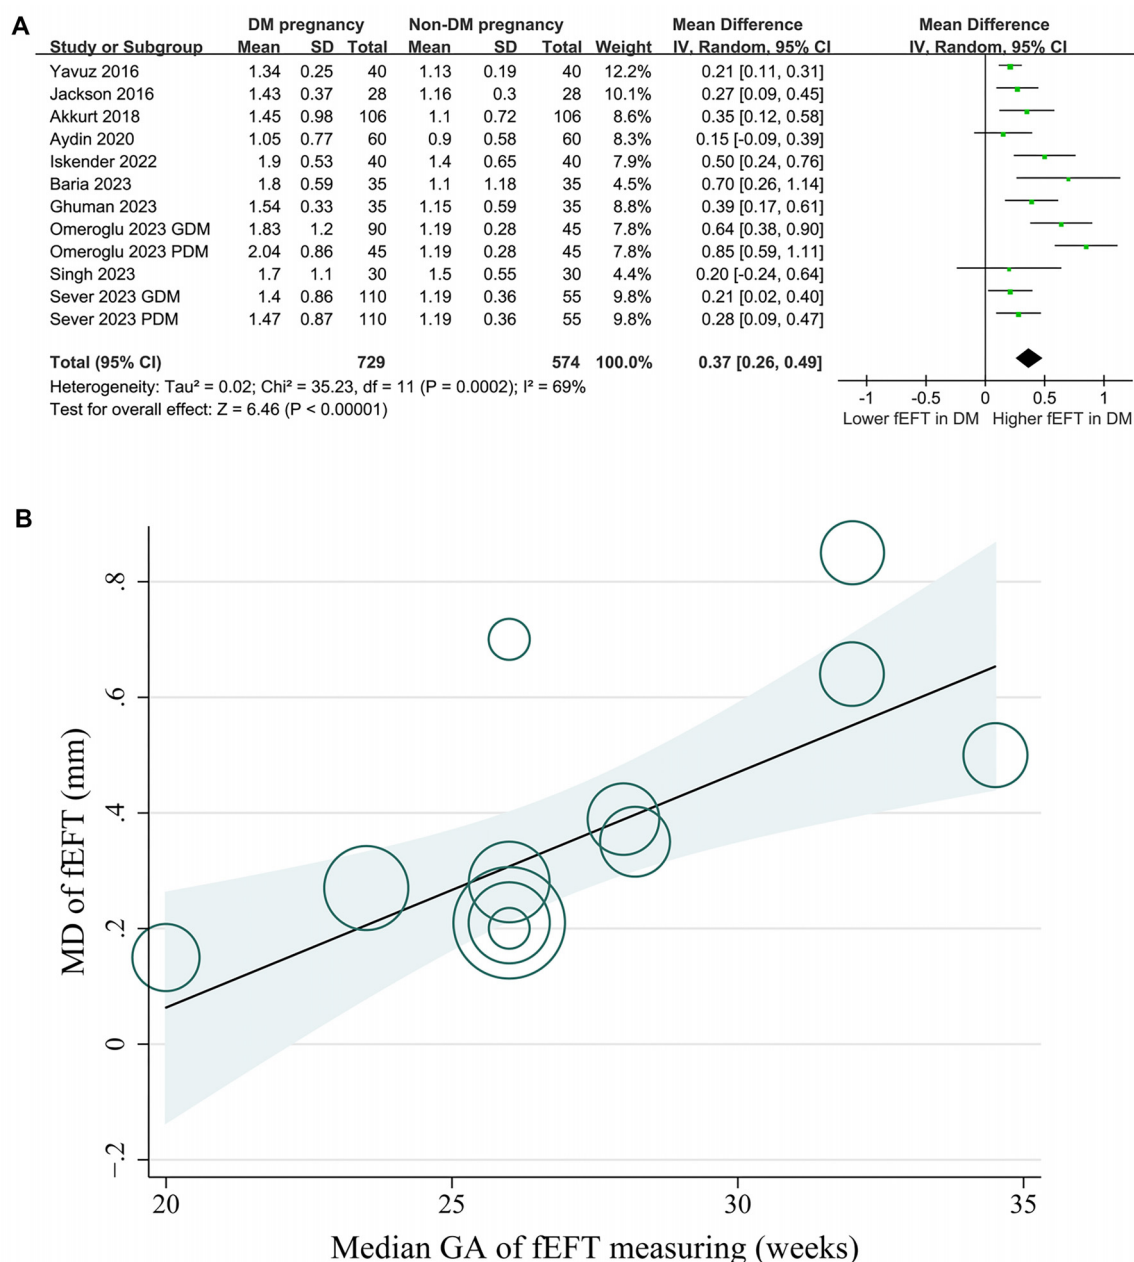 A
DM pregnancy Non-DM pregnancy Mean Difference Mean Difference
Study or Subgroup Mean SD Total Mean SD Total Weight IV, Random, 95% CI IV, Random, 95% CI
Yavuz 2016 1.34 0.25 40 1.13 0.19 40 12.2% 0.21 [0.11, 0.31]
Jackson 2016 1.43 0.37 28 1.16 0.3 28 10.1% 0.27 [0.09, 0.45]
Akkurt 2018 1.45 0.98 106 1.1 0.72 106 8.6% 0.35 [0.12, 0.58]
Aydin 2020 1.05 0.77 60 0.9 0.58 60 8.3% 0.15 [-0.09, 0.39]
Iskender 2022 1.9 0.53 40 1.4 0.65 40 7.9% 0.50 [0.24, 0.76]
Baria 2023 1.8 0.59 35 1.1 1.18 35 4.5% 0.70 [0.26, 1.14]
Ghuman 2023 1.54 0.33 35 1.15 0.59 35 8.8% 0.39 [0.17, 0.61]
Omeroglu 2023 GDM 1.83 1.2 90 1.19 0.28 45 7.8% 0.64 [0.38, 0.90]
Omeroglu 2023 PDM 2.04 0.86 45 1.19 0.28 45 7.8% 0.85 [0.59, 1.11]
Singh 2023 1.7 1.1 30 1.5 0.55 30 4.4% 0.20 [-0.24, 0.64]
Sever 2023 GDM 1.4 0.86 110 1.19 0.36 55 9.8% 0.21 [0.02, 0.40]
Sever 2023 PDM 1.47 0.87 110 1.19 0.36 55 9.8% 0.28 [0.09, 0.47]
Total (95% CI) 729 574 100.0% 0.37 [0.26, 0.49]
Heterogeneity: Tau² = 0.02; Chi² = 35.23, df = 11 (P = 0.0002); I² = 69%
Test for overall effect: Z = 6.46 (P < 0.00001)
-1 -0.5 0 0.5 1
Lower fEFT in DM Higher fEFT in DM
B
MD of fEFT (mm)
.8
.6
.4
.2
0
−.2
20 25 30 35
Median GA of fEFT measuring (weeks)